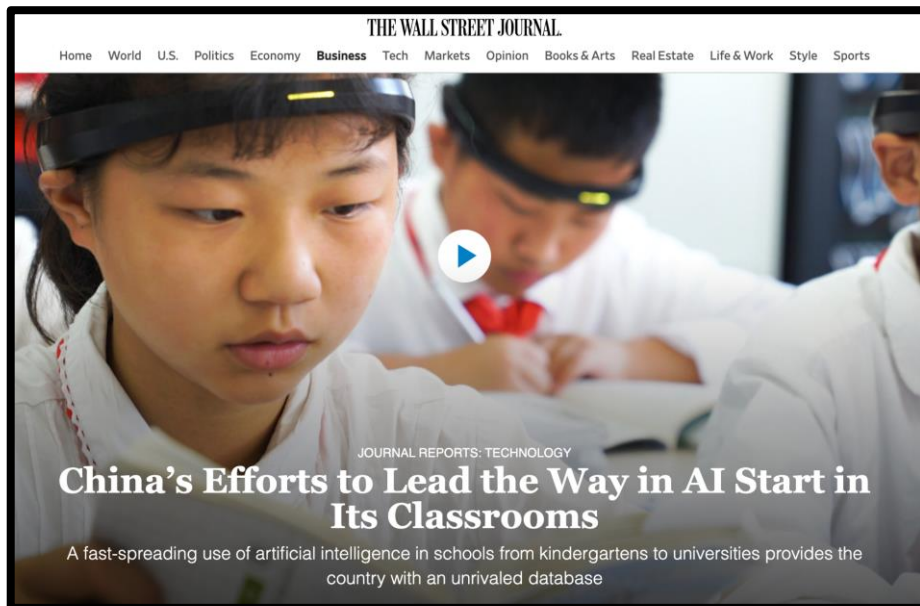 THE WALL STREET JOURNAL.
Home World U.S. Politics Economy Business Tech Markets Opinion Books & Arts Real Estate Life & Work Style Sports
JOURNAL REPORTS: TECHNOLOGY
China's Efforts to Lead the Way in AI Start in
Its Classrooms
A fast-spreading use of artificial intelligence in schools from kindergartens to universities provides the
country with an unrivaled database